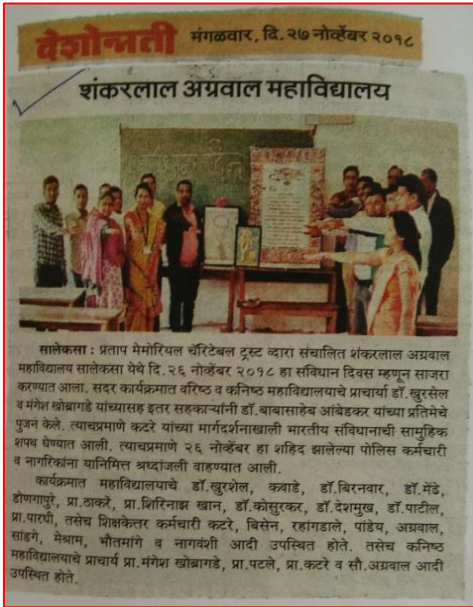 देशोन्नती
मंगळवार, दि. २७ नोव्हेंबर २०१८
शंकरलाल अग्रवाल महाविद्यालय
सालेकसा : प्रताप मेमोरियल चॅरिटेबल ट्रस्ट व्दारा संचालित शंकरलाल अग्रवाल
महाविद्यालय सालेकसा येथे दि. २६ नोव्हेंबर २०१८ हा संविधान दिवस म्हणून साजरा
करण्यात आला. सदर कार्यक्रमात वरिष्ठ व कनिष्ठ महाविद्यालयाचे प्राचार्या डॉ.खुरसेल
व मंगेश खोब्रागडे यांच्यासह इतर सहकाऱ्यांनी डॉ.बाबासाहेब आंबेडकर यांच्या प्रतिमेचे
पुजन केले. त्याचप्रमाणे कटरे यांच्या मार्गदर्शनाखाली भारतीय संविधानाची सामुहिक
शपथ घेण्यात आली. त्याचप्रमाणे २६ नोव्हेंबर हा शहिद झालेल्या पोलिस कर्मचारी
व नागरिकांना यानिमित्त श्रध्दांजली वाहण्यात आली.
कार्यक्रमात महाविद्यालयाचे डॉ.खुरशेल, कवाडे, डॉ.बिरनवार, डॉ.मेंढे,
डोणगापुरे, प्रा.ठाकरे, प्रा.शिरिनाझ खान, डॉ.कोसुरकर, डॉ.देशमुख, डॉ.पाटील,
प्रा.पारधी, तसेच शिक्षकेत्तर कर्मचारी कटरे, बिसेन, रहांगडाले, पांडेय, अग्रवाल,
सांडगे, मेश्राम, भौतमांगे व नागवंशी आदी उपस्थित होते. तसेच कनिष्ठ
महाविद्यालयाचे प्राचार्य प्रा.मंगेश खोब्रागडे, प्रा.पटले, प्रा.कटरे व सौ.अग्रवाल आदी
उपस्थित होते.